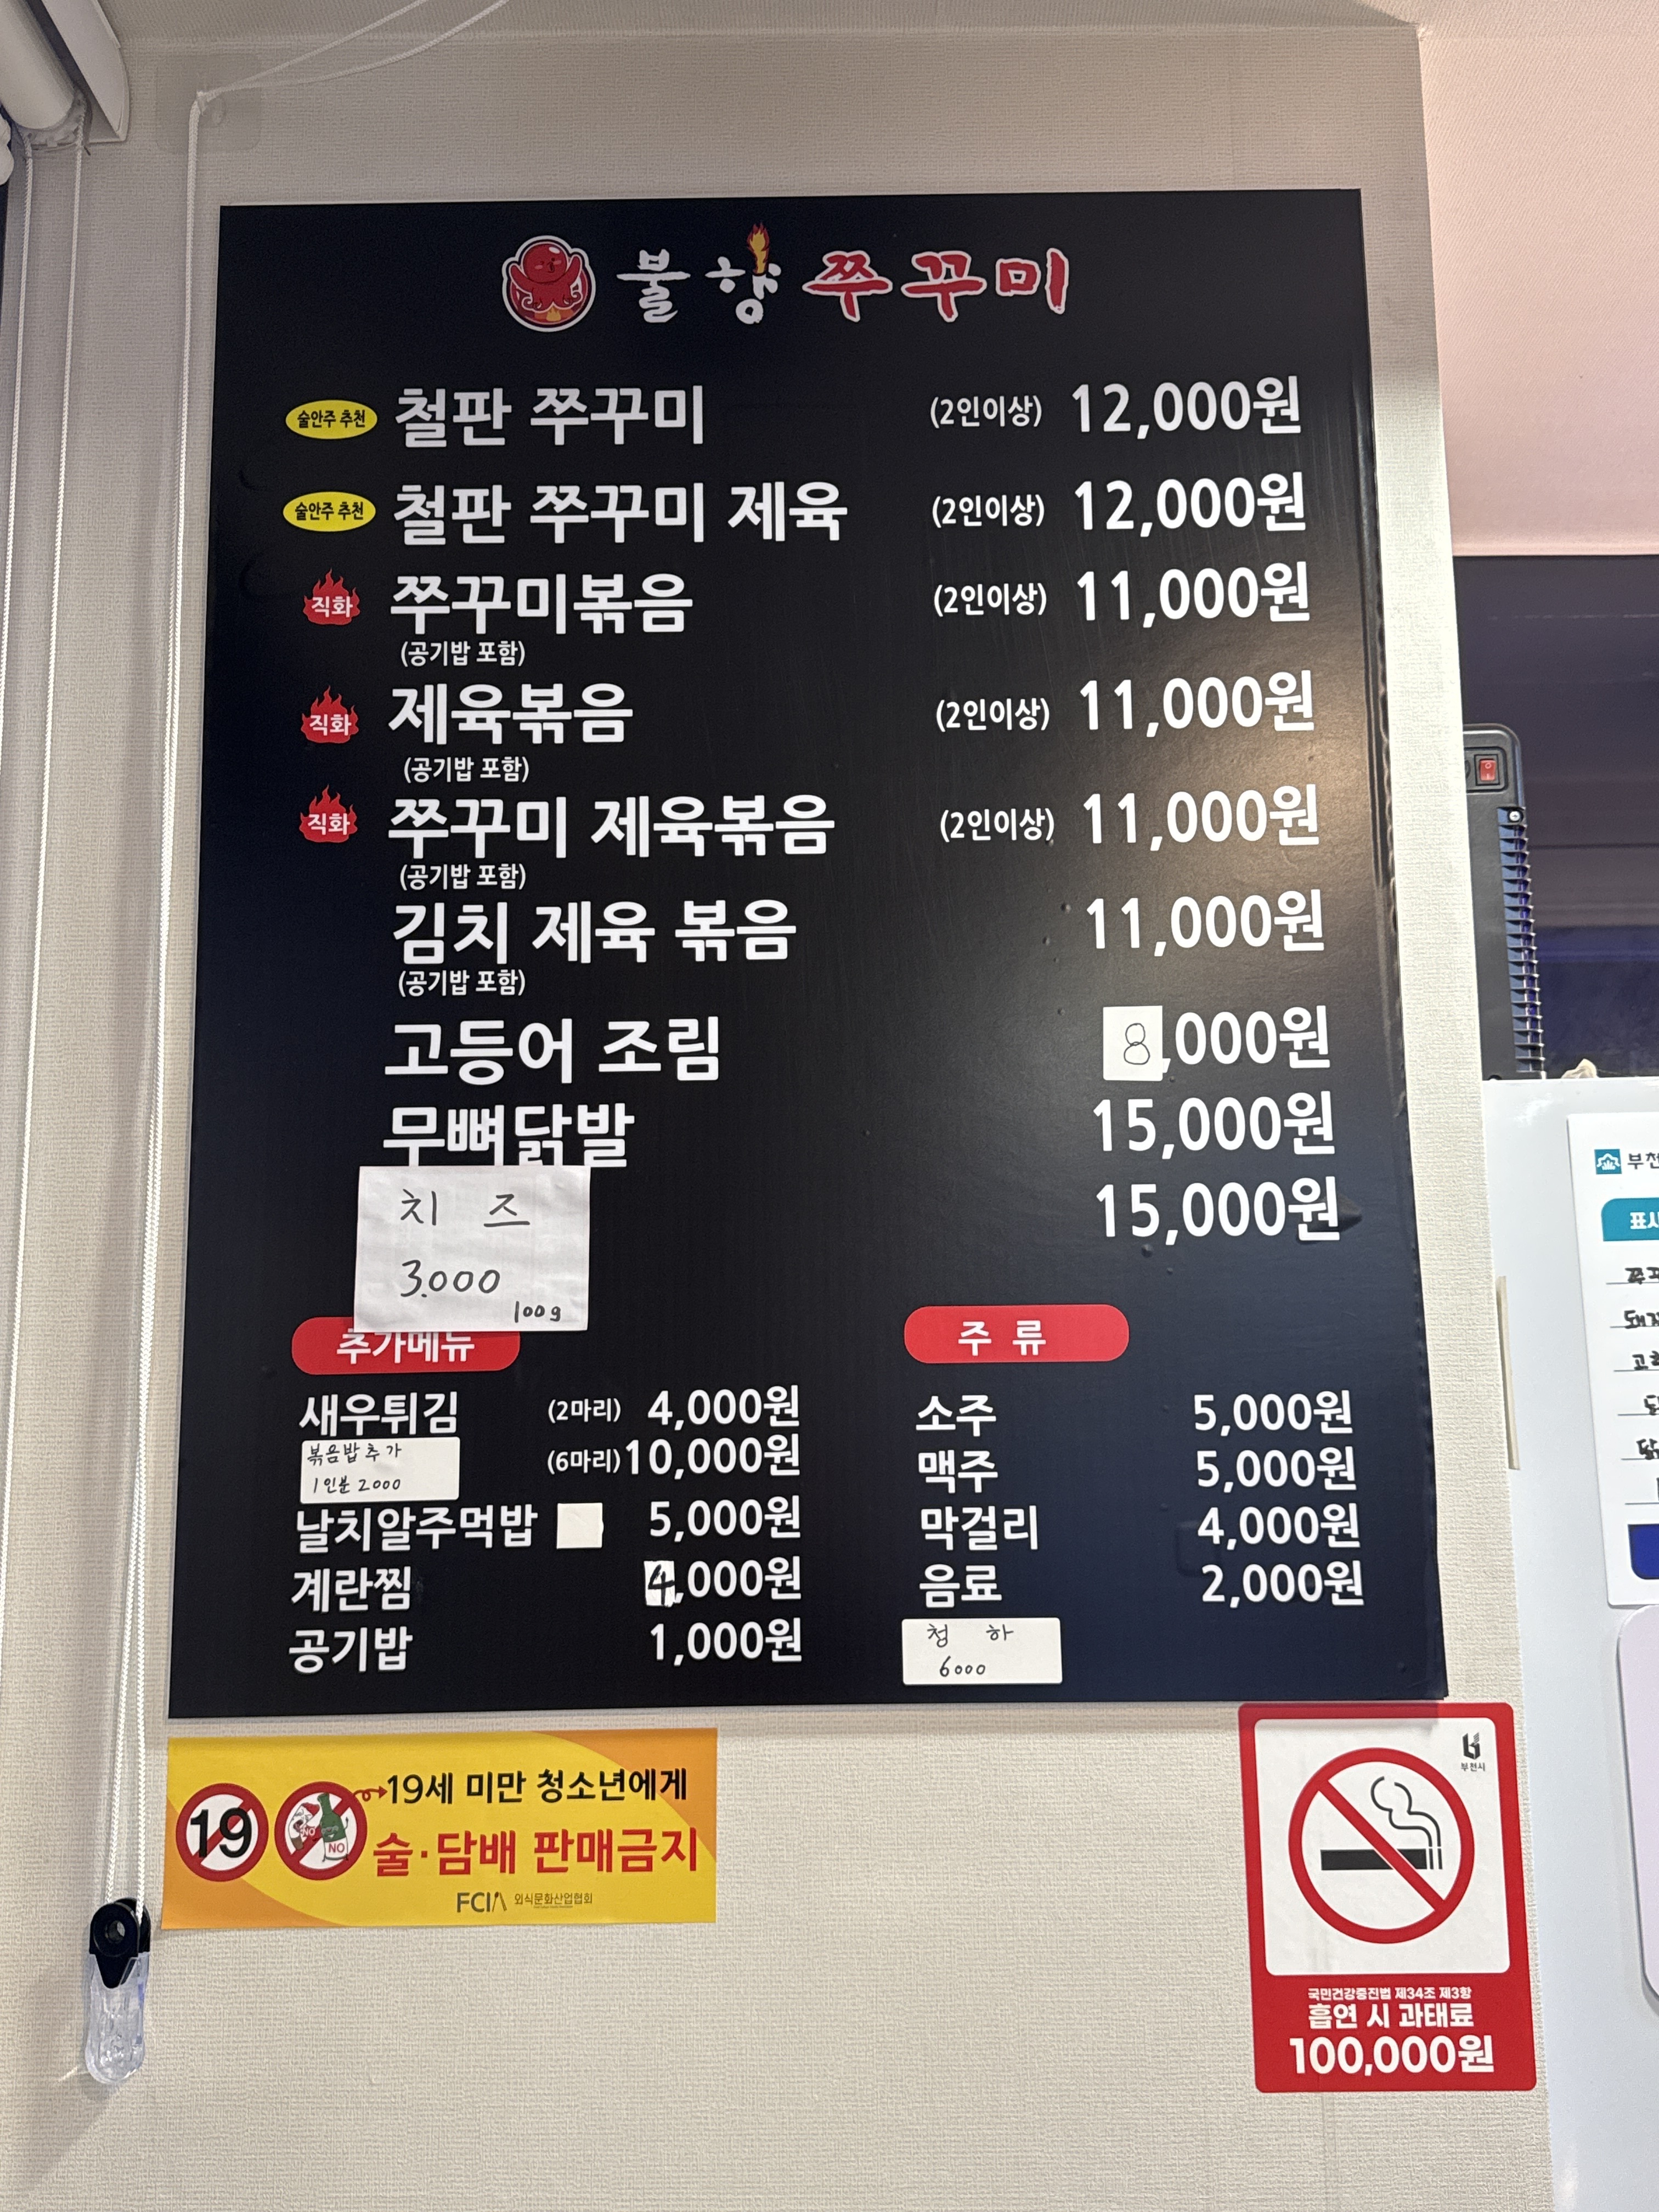 불향쭈꾸미
술안주 추천 철판 쭈꾸미 (2인이상) 12,000원
술안주 추천 철판 쭈꾸미 제육 (2인이상) 12,000원
직화 쭈꾸미볶음 (2인이상) 11,000원
(공기밥 포함)
직화 제육볶음 (2인이상) 11,000원
(공기밥 포함)
직화 쭈꾸미 제육볶음 (2인이상) 11,000원
(공기밥 포함)
김치 제육 볶음 11,000원
(공기밥 포함)
고등어 조림 8,000원
무뼈닭발 15,000원
15,000원
치 즈
3.000
100g
추가메뉴
새우튀김 (2마리) 4,000원
(6마리) 10,000원
볶음밥추가
1인분 2000
날치알주먹밥 5,000원
계란찜 4,000원
공기밥 1,000원
주 류
소주 5,000원
맥주 5,000원
막걸리 4,000원
음료 2,000원
청 하
6000
19 NO NO
19세 미만 청소년에게
술·담배 판매금지
FCIA 외식문화산업협회
부천시
국민건강증진법 제34조 제3항
흡연 시 과태료
100,000원
부천
표시